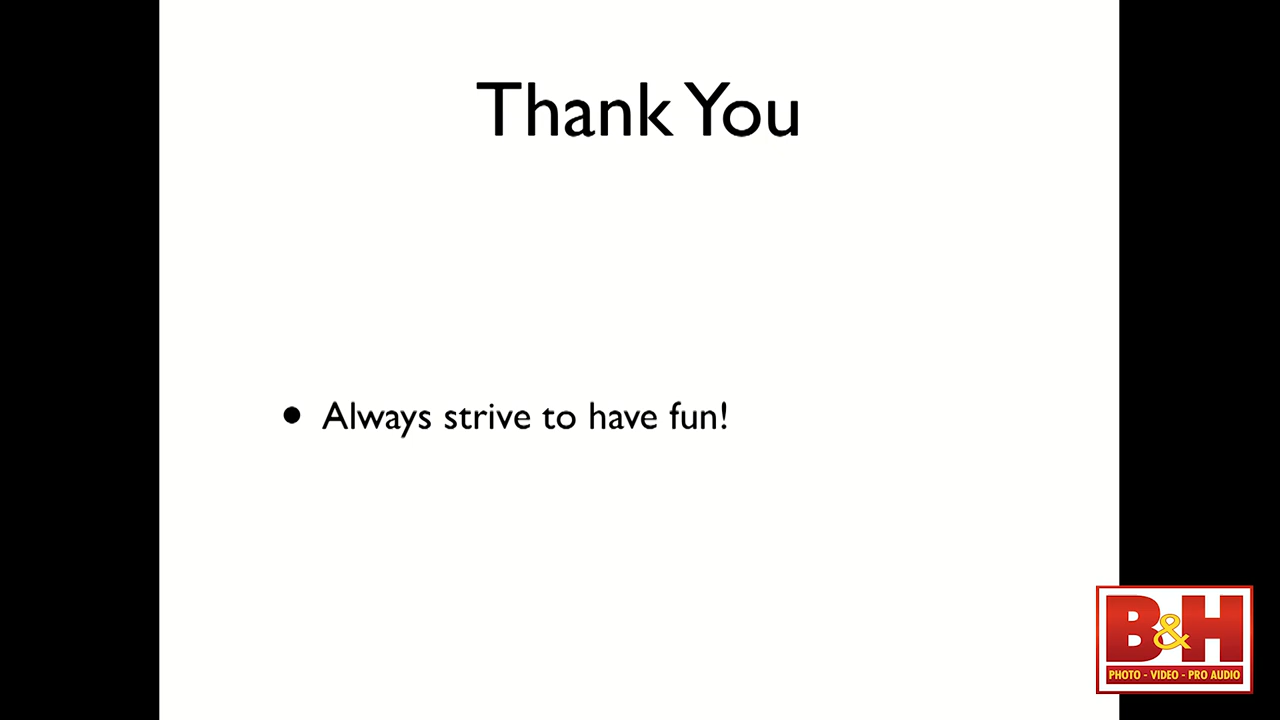 Thank You
• Always strive to have fun!
B&H
PHOTO - VIDEO - PRO AUDIO